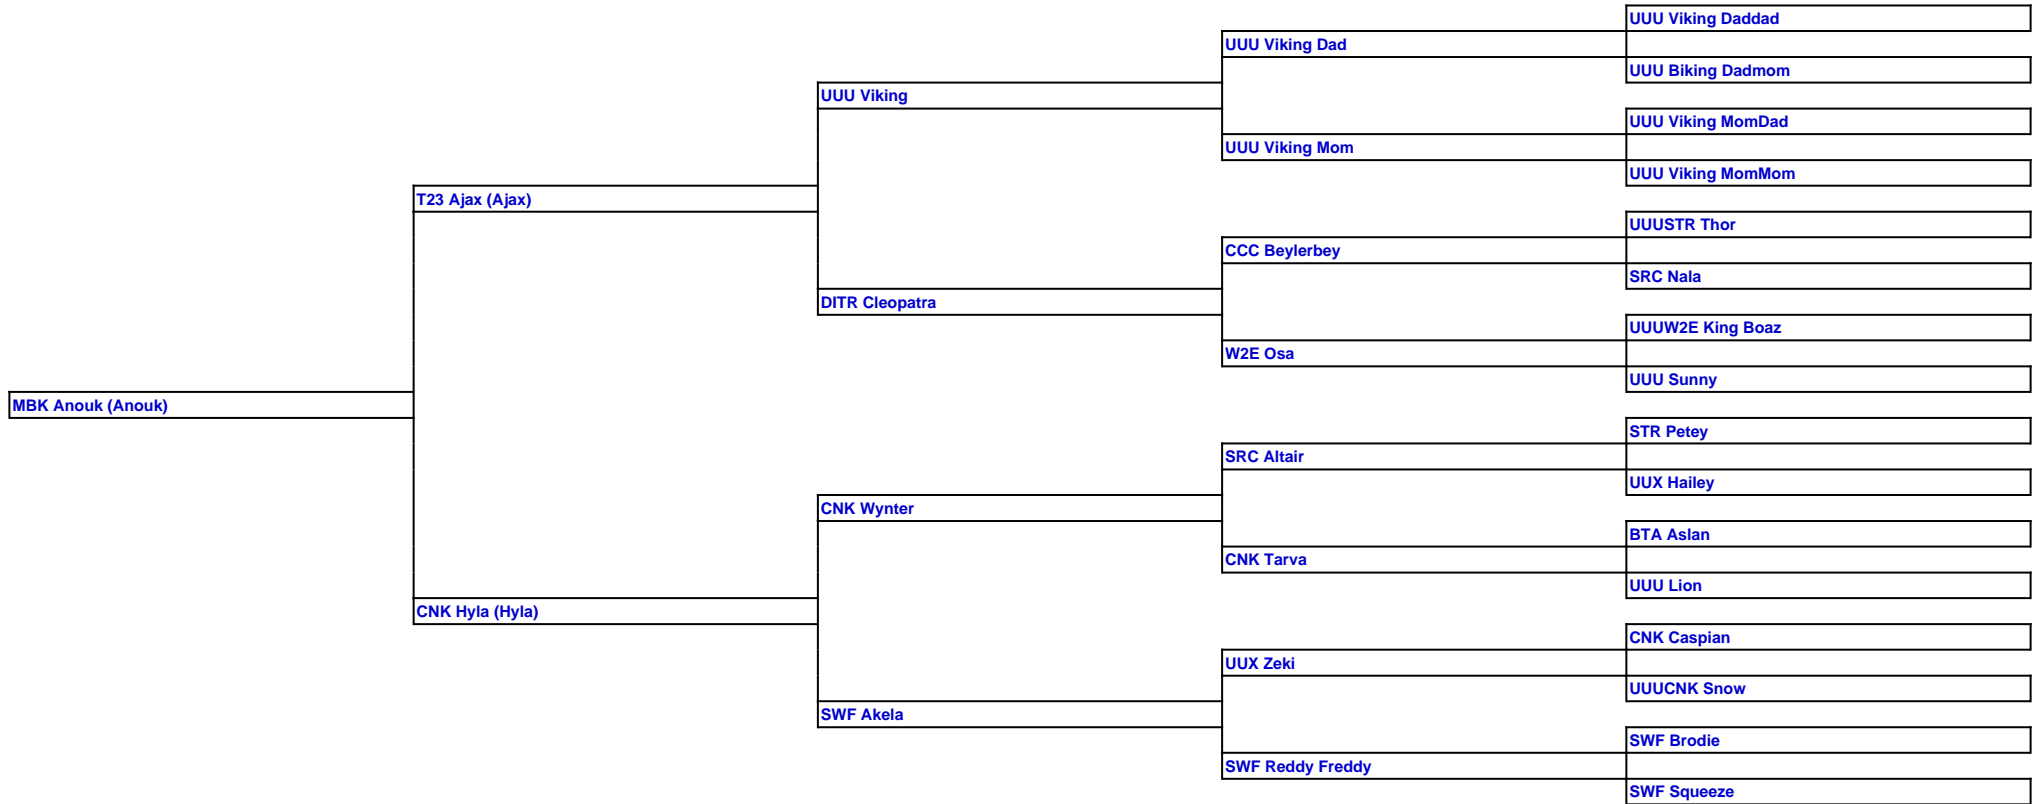 UUU Viking Daddad
UUU Viking Dad
UUU Biking Dadmom
UUU Viking
UUU Viking MomDad
UUU Viking Mom
UUU Viking MomMom
T23 Ajax (Ajax)
UUUSTR Thor
CCC Beylerbey
SRC Nala
DITR Cleopatra
UUUW2E King Boaz
W2E Osa
UUU Sunny
MBK Anouk (Anouk)
STR Petey
SRC Altair
UUX Hailey
CNK Wynter
BTA Aslan
CNK Tarva
UUU Lion
CNK Hyla (Hyla)
CNK Caspian
UUX Zeki
UUUCNK Snow
SWF Akela
SWF Brodie
SWF Reddy Freddy
SWF Squeeze